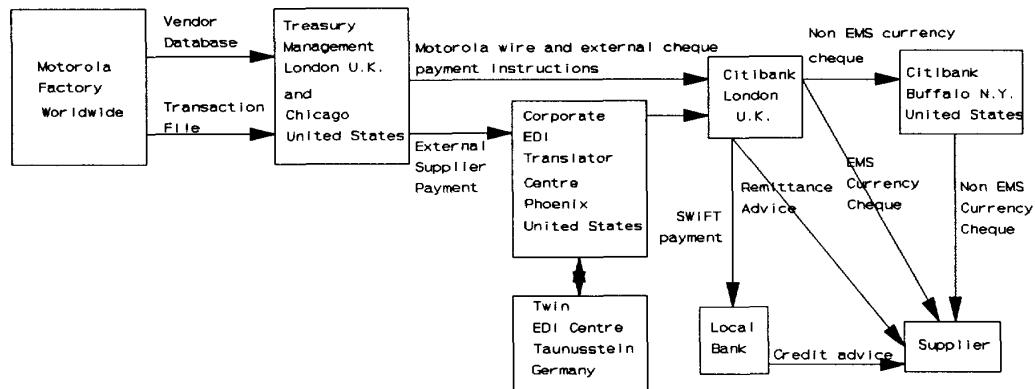 Motorola
Factory
Worldwide
Vendor
Database
Transaction
File
Treasury
Management
London U.K.
and
Chicago
United States
Motorola wire and external cheque
payment instructions
External
Supplier
Payment
Corporate
EDI
Translator
Centre
Phoenix
United States
Twin
EDI Centre
Taunusstein
Germany
Citibank
London
U.K.
Non EMS currency
cheque
Citibank
Buffalo N.Y.
United States
SWiFT
payment
Remittance
Advice
EMS
Currency
Cheque
Non EMS
Currency
Cheque
Local
Bank
Credit advice
Supplier